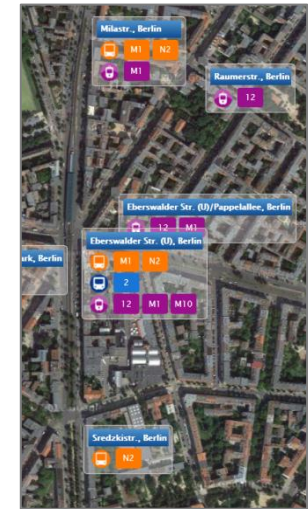 Milastr., Berlin
M1 N2
M1
Raumerstr., Berlin
12
Eberswalder Str. (U)/Pappelallee, Berlin
12 M1
Eberswalder Str. (U), Berlin
M1 N2
2
12 M1 M10
rk, Berlin
Sredzkistr., Berlin
N2